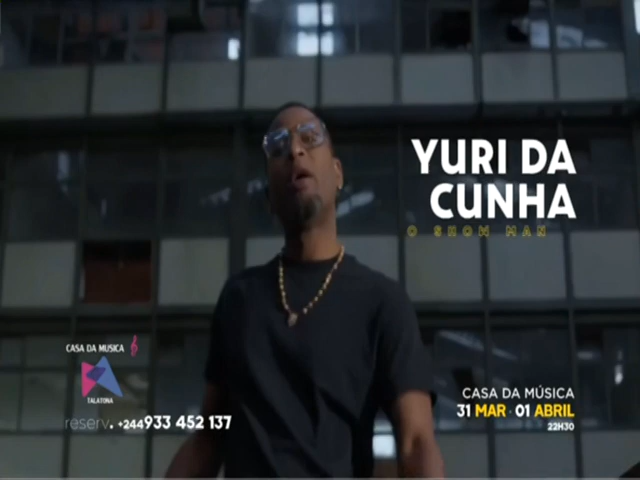 YURI DA
CUNHA
O SHOW MAN
CASA DA MUSICA
TALATONA
reserv. +244933 452 137
CASA DA MÚSICA
31 MAR · 01 ABRIL
22H30